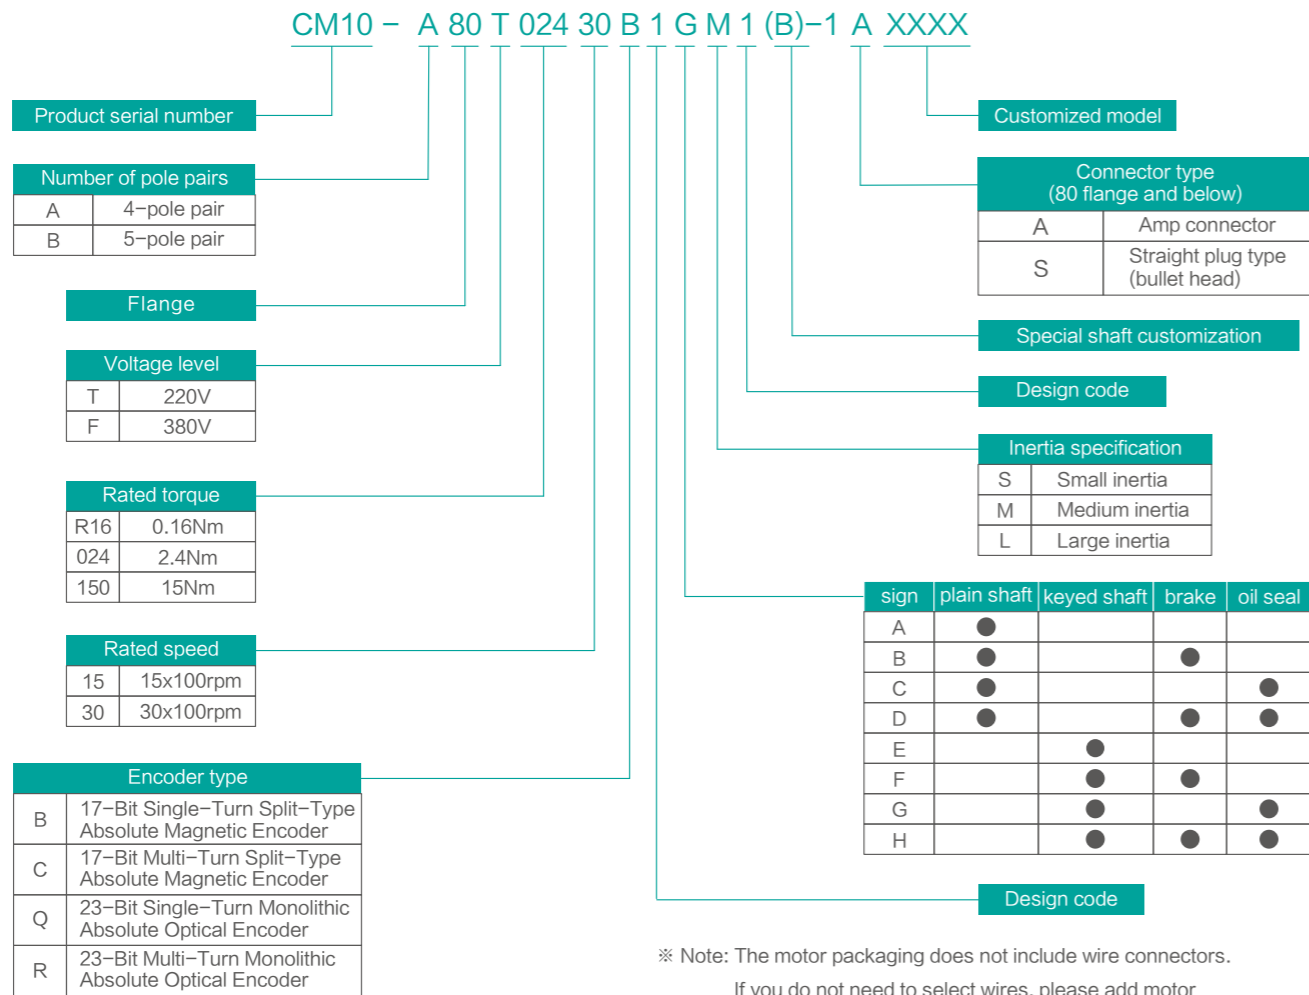 CM10 - A 80 T 024 30 B 1 G M 1 (B)-1 A XXXX
Product serial number
Number of pole pairs
A 4-pole pair
B 5-pole pair
Flange
Voltage level
T 220V
F 380V
Rated torque
R16 0.16Nm
024 2.4Nm
150 15Nm
Rated speed
15 15x100rpm
30 30x100rpm
Encoder type
B 17-Bit Single-Turn Split-Type
Absolute Magnetic Encoder
C 17-Bit Multi-Turn Split-Type
Absolute Magnetic Encoder
Q 23-Bit Single-Turn Monolithic
Absolute Optical Encoder
R 23-Bit Multi-Turn Monolithic
Absolute Optical Encoder
Customized model
Connector type
(80 flange and below)
A Amp connector
S Straight plug type
(bullet head)
Special shaft customization
Design code
Inertia specification
S Small inertia
M Medium inertia
L Large inertia
sign plain shaft keyed shaft brake oil seal
A ●
B ● ●
C ● ●
D ● ● ●
E ●
F ● ●
G ● ●
H ● ● ●
Design code
※ Note: The motor packaging does not include wire connectors.
If you do not need to select wires, please add motor